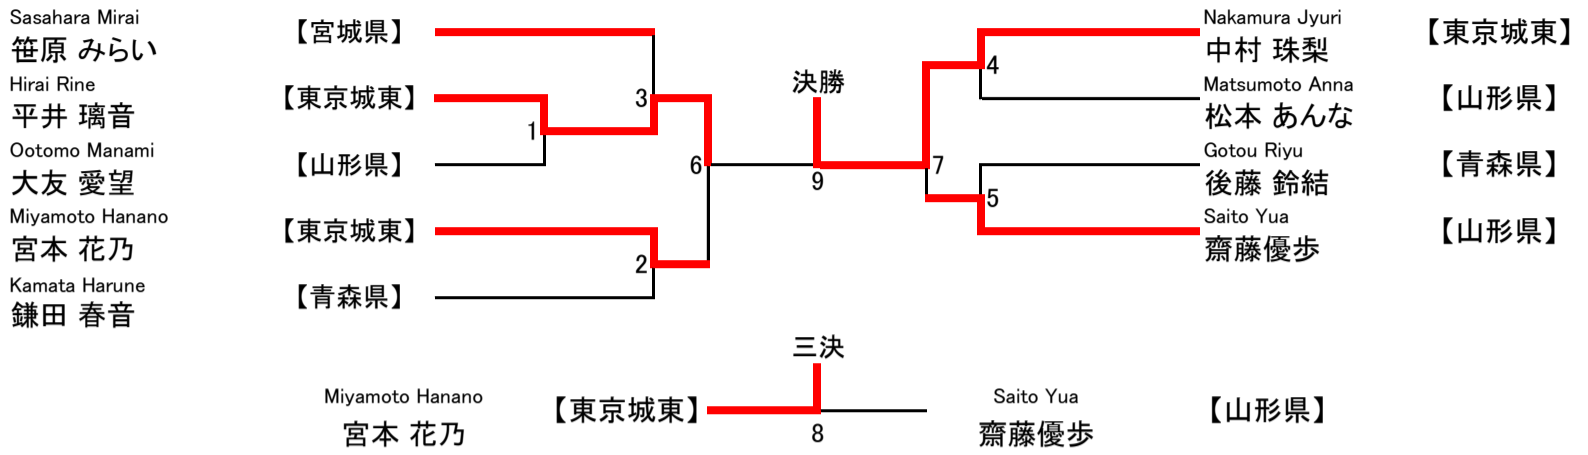 Sasahara Mirai
笹原 みらい
【宮城県】
Hirai Rine
平井 璃音
【東京城東】
Ootomo Manami
大友 愛望
【山形県】
Miyamoto Hanano
宮本 花乃
【東京城東】
Kamata Harune
鎌田 春音
【青森県】
1
3
2
6
決勝
9
7
4
5
Nakamura Jyuri
中村 珠梨
【東京城東】
Matsumoto Anna
松本 あんな
【山形県】
Gotou Riyu
後藤 鈴結
【青森県】
Saito Yua
齋藤優歩
【山形県】
三決
Miyamoto Hanano
宮本 花乃
【東京城東】
8
Saito Yua
齋藤優歩
【山形県】